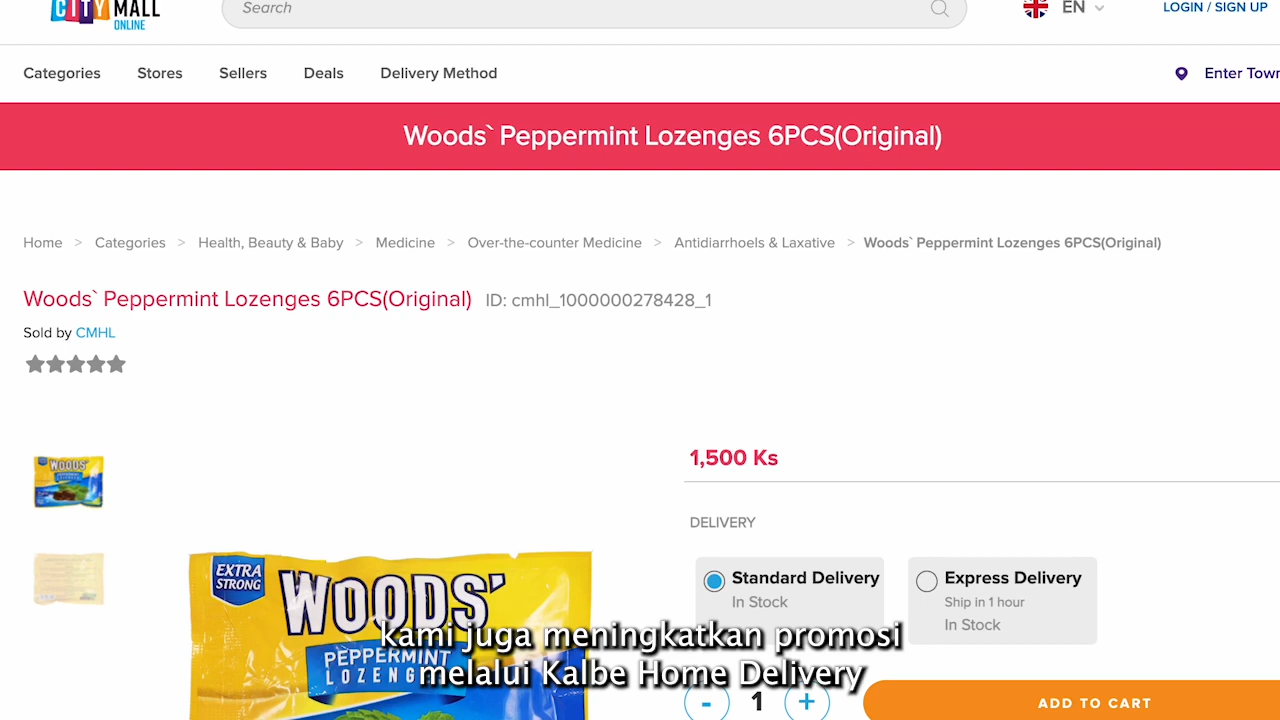 CITY MALL
ONLINE
Search
EN
LOGIN / SIGN UP
Categories
Stores
Sellers
Deals
Delivery Method
Enter Town
Woods` Peppermint Lozenges 6PCS(Original)
Home > Categories > Health, Beauty & Baby > Medicine > Over-the-counter Medicine > Antidiarrhoels & Laxative > Woods` Peppermint Lozenges 6PCS(Original)
Woods` Peppermint Lozenges 6PCS(Original) ID: cmhl_1000000278428_1
Sold by CMHL
WOODS'
1,500 Ks
DELIVERY
Standard Delivery
In Stock
Express Delivery
Ship in 1 hour
In Stock
EXTRA
STRONG
WOODS'
PEPPERMINT
kami juga meningkatkan promosi
melalui Kalbe Home Delivery
- 1 +
ADD TO CART